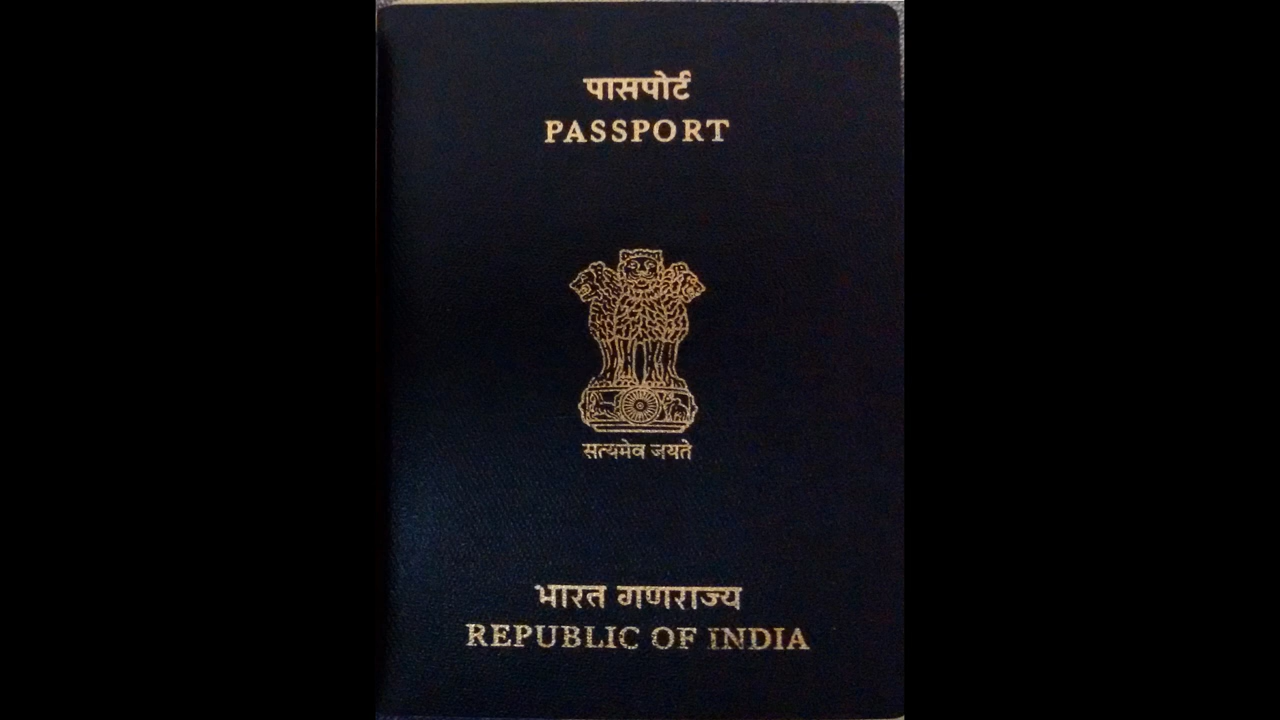 पासपोर्ट
PASSPORT
सत्यमेव जयते
भारत गणराज्य
REPUBLIC OF INDIA